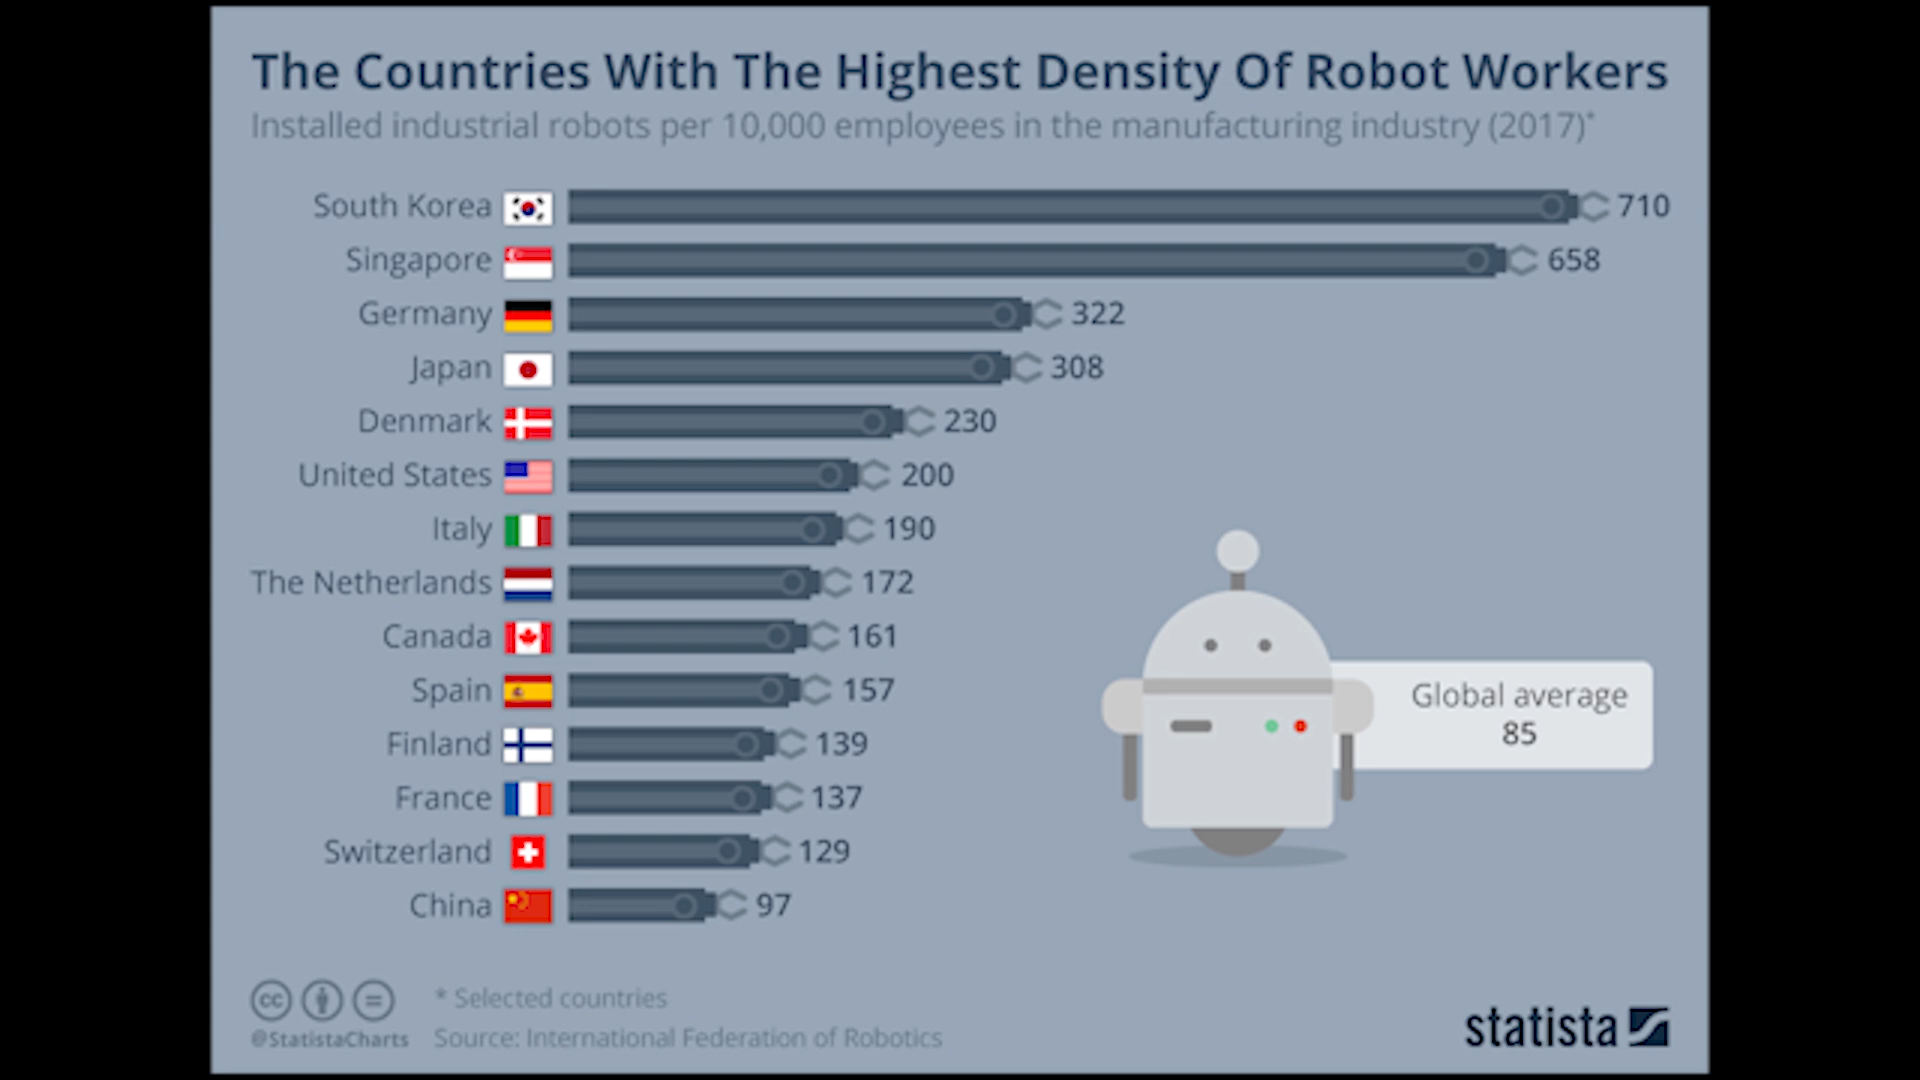 The Countries With The Highest Density Of Robot Workers
Installed industrial robots per 10,000 employees in the manufacturing industry (2017)*
South Korea 710
Singapore 658
Germany 322
Japan 308
Denmark 230
United States 200
Italy 190
The Netherlands 172
Canada 161
Spain 157
Finland 139
France 137
Switzerland 129
China 97
Global average
85
cc
@StatistaCharts
* Selected countries
Source: International Federation of Robotics
statista